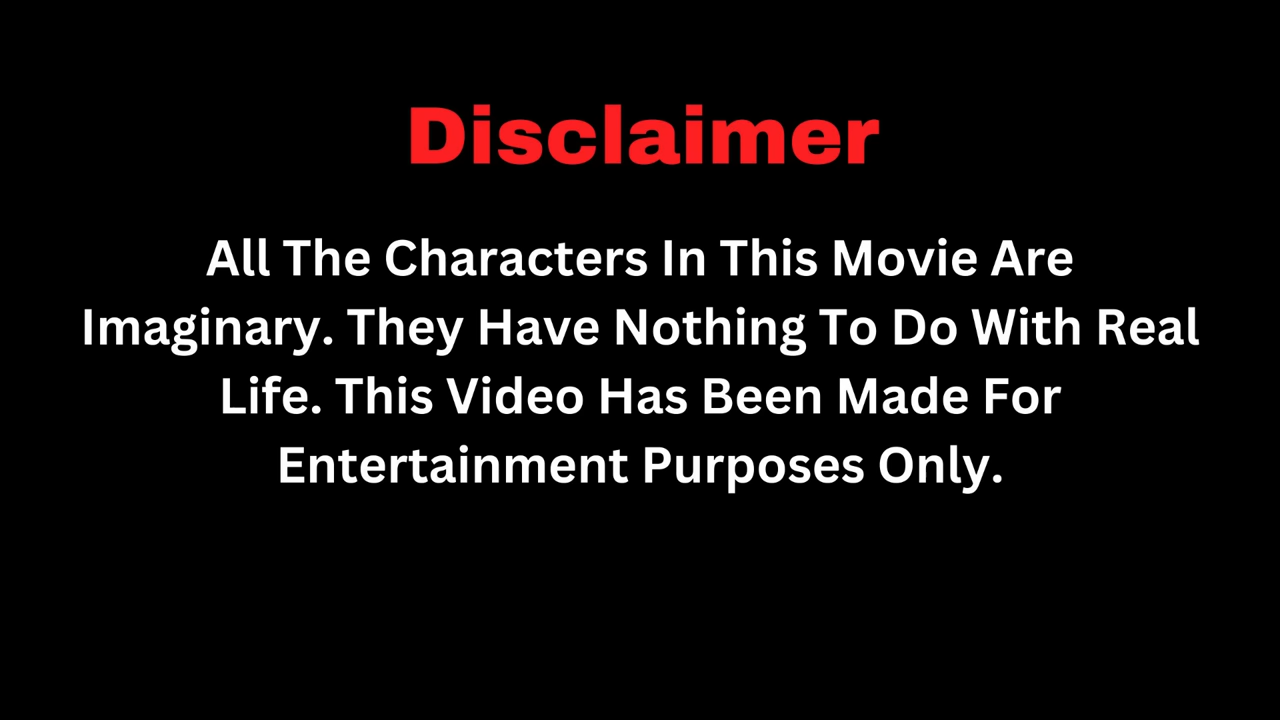 Disclaimer
All The Characters In This Movie Are
Imaginary. They Have Nothing To Do With Real
Life. This Video Has Been Made For
Entertainment Purposes Only.